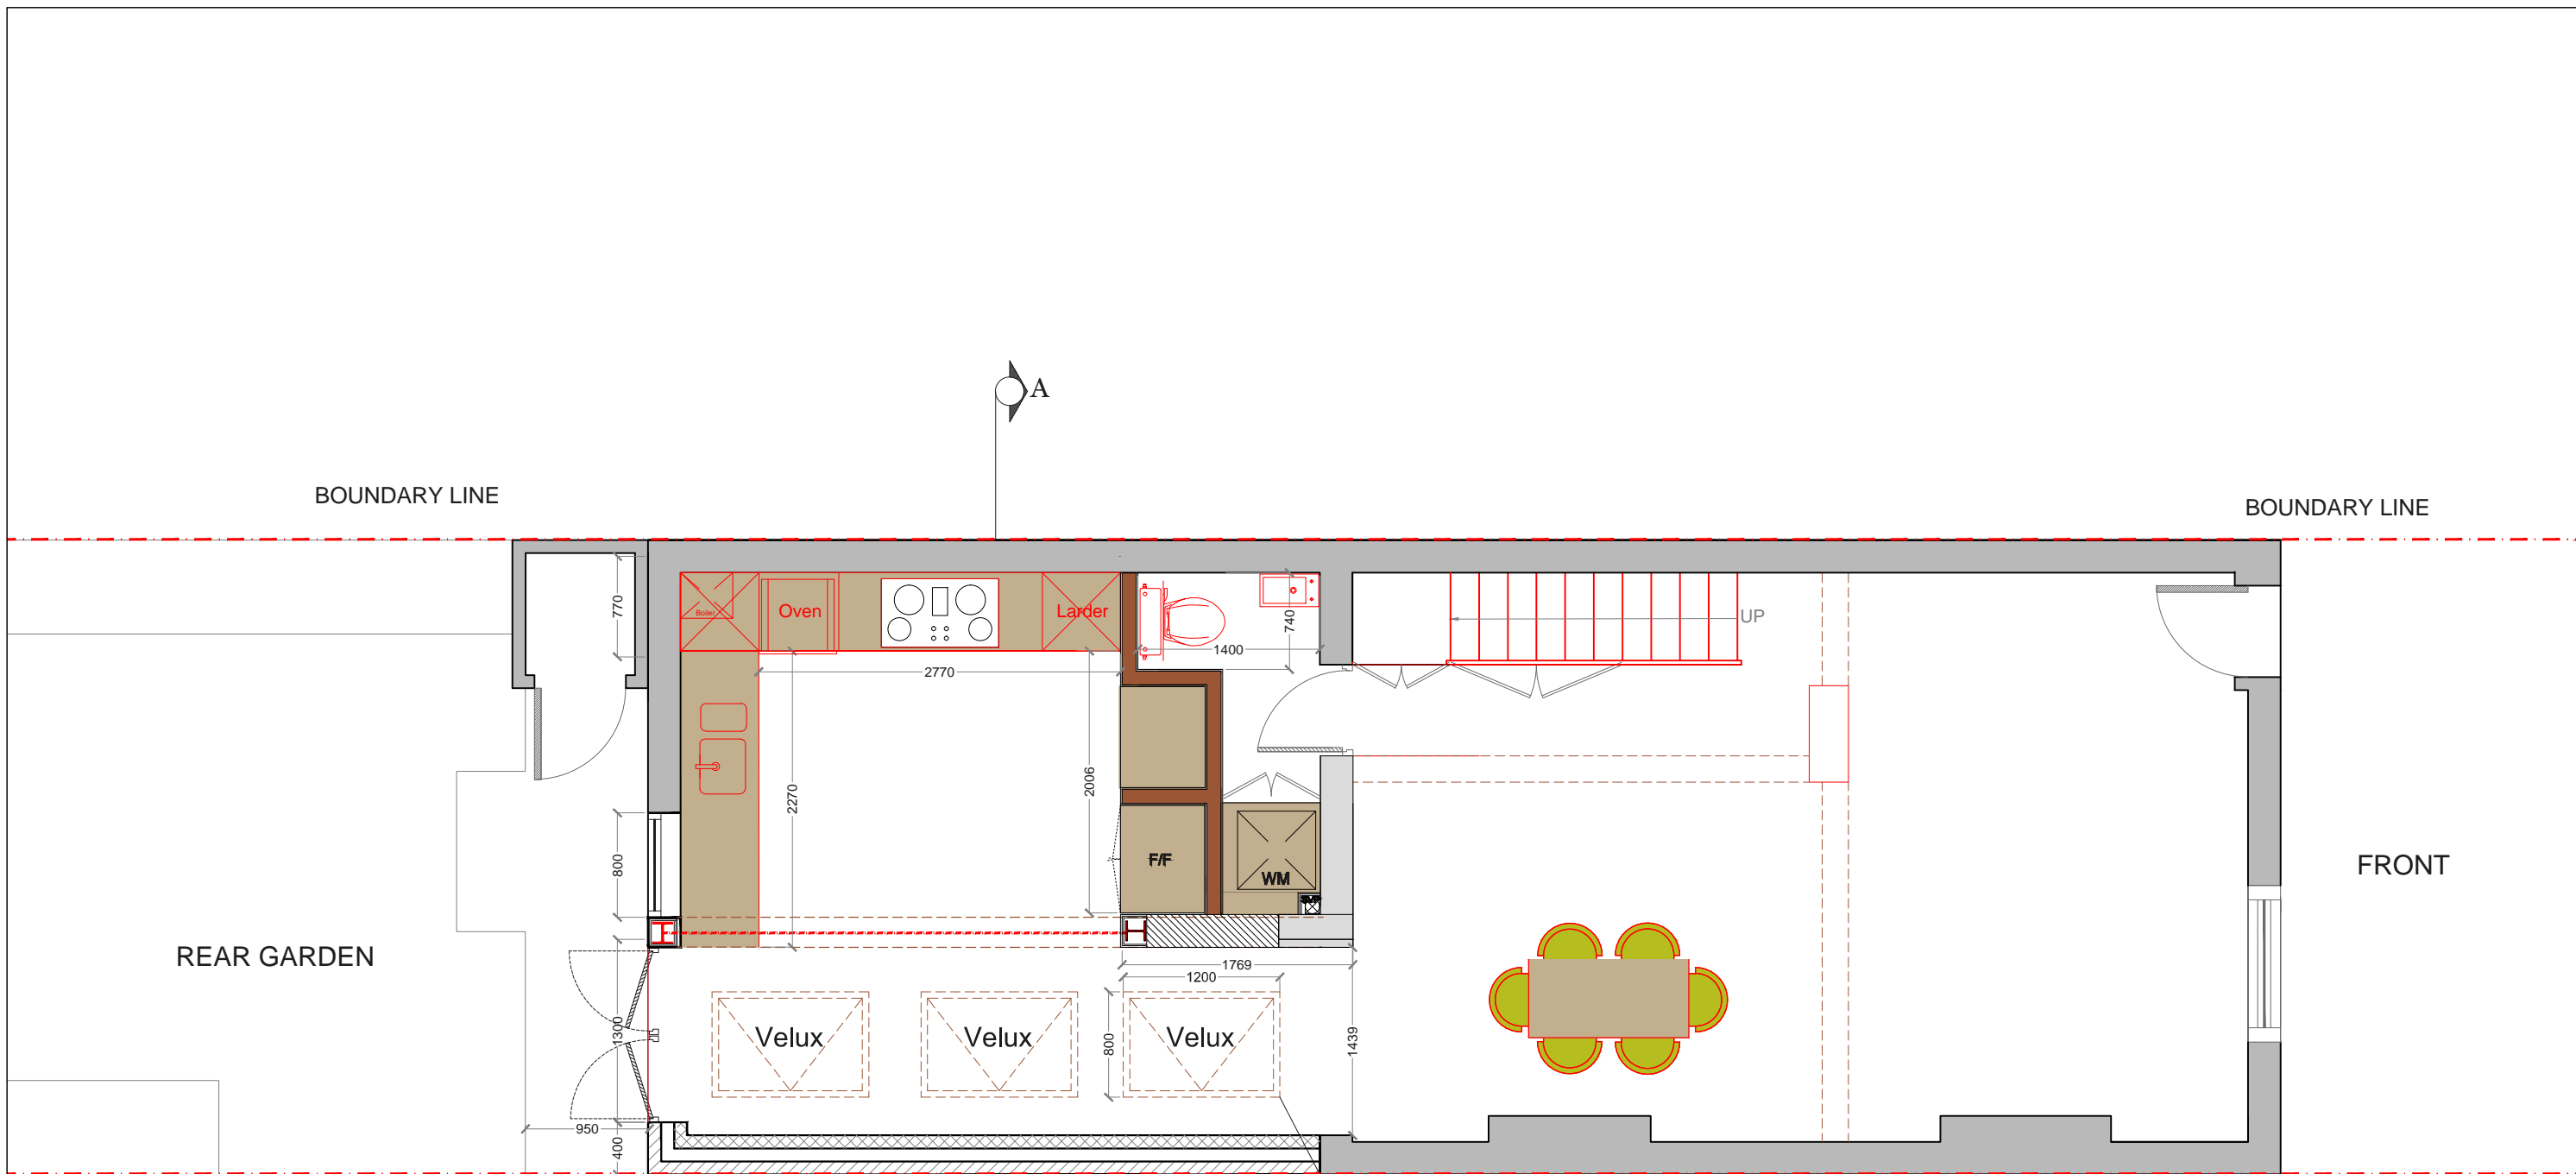 A
BOUNDARY LINE
BOUNDARY LINE
770
Boiler
Oven
Larder
740
UP
1400
2770
2270
2006
800
F/F
WM
FRONT
REAR GARDEN
1769
1200
Velux
Velux
Velux
1300
800
1439
950
400